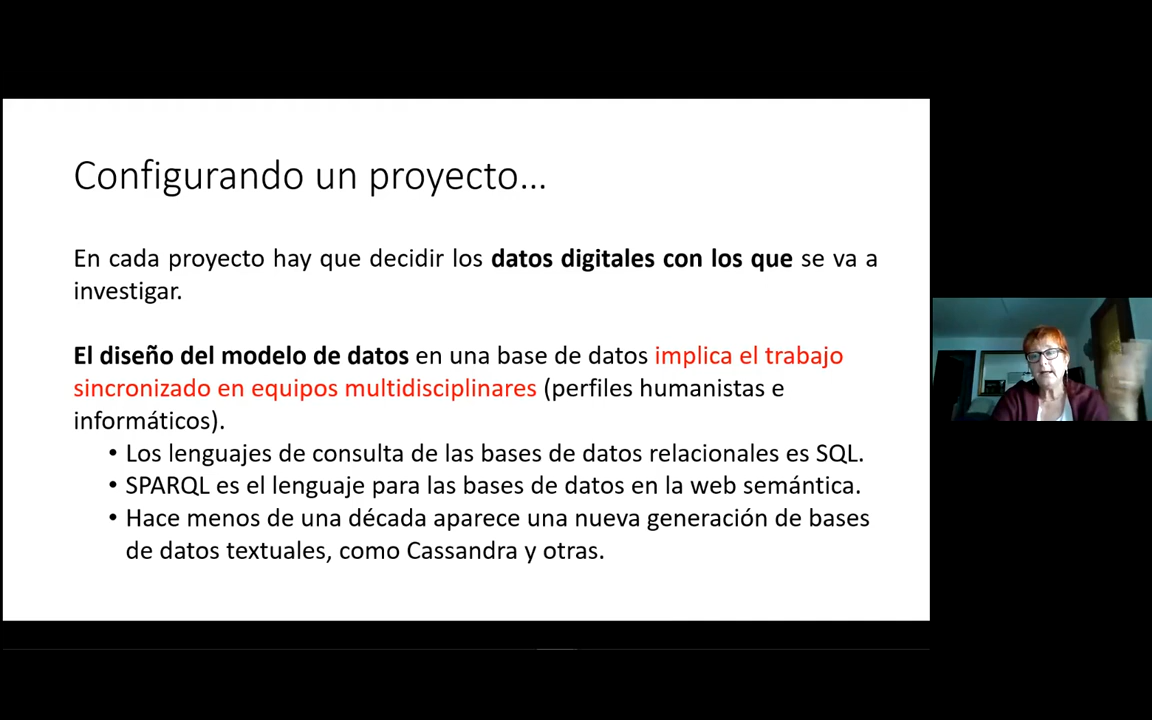 Configurando un proyecto...
En cada proyecto hay que decidir los datos digitales con los que se va a
investigar.
El diseño del modelo de datos en una base de datos implica el trabajo
sincronizado en equipos multidisciplinares (perfiles humanistas e
informáticos).
• Los lenguajes de consulta de las bases de datos relacionales es SQL.
• SPARQL es el lenguaje para las bases de datos en la web semántica.
• Hace menos de una década aparece una nueva generación de bases
de datos textuales, como Cassandra y otras.